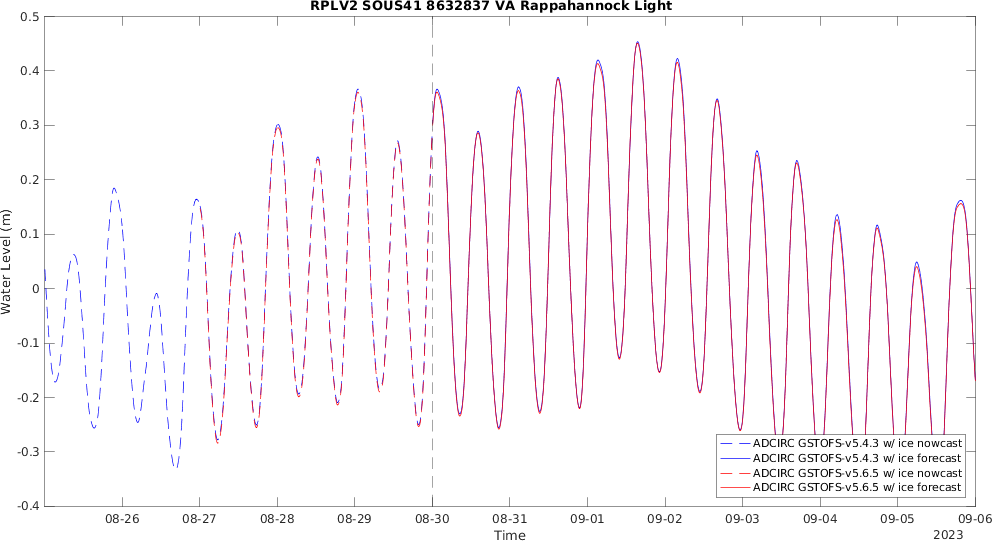 RPLV2 SOUS41 8632837 VA Rappahannock Light
0.5
0.4
0.3
0.2
0.1
0
-0.1
-0.2
-0.3
-0.4
Water Level (m)
08-26 08-27 08-28 08-29 08-30 08-31 09-01 09-02 09-03 09-04 09-05 09-06
Time
2023
ADCIRC GSTOFS-v5.4.3 w/ ice nowcast
ADCIRC GSTOFS-v5.4.3 w/ ice forecast
ADCIRC GSTOFS-v5.6.5 w/ ice nowcast
ADCIRC GSTOFS-v5.6.5 w/ ice forecast